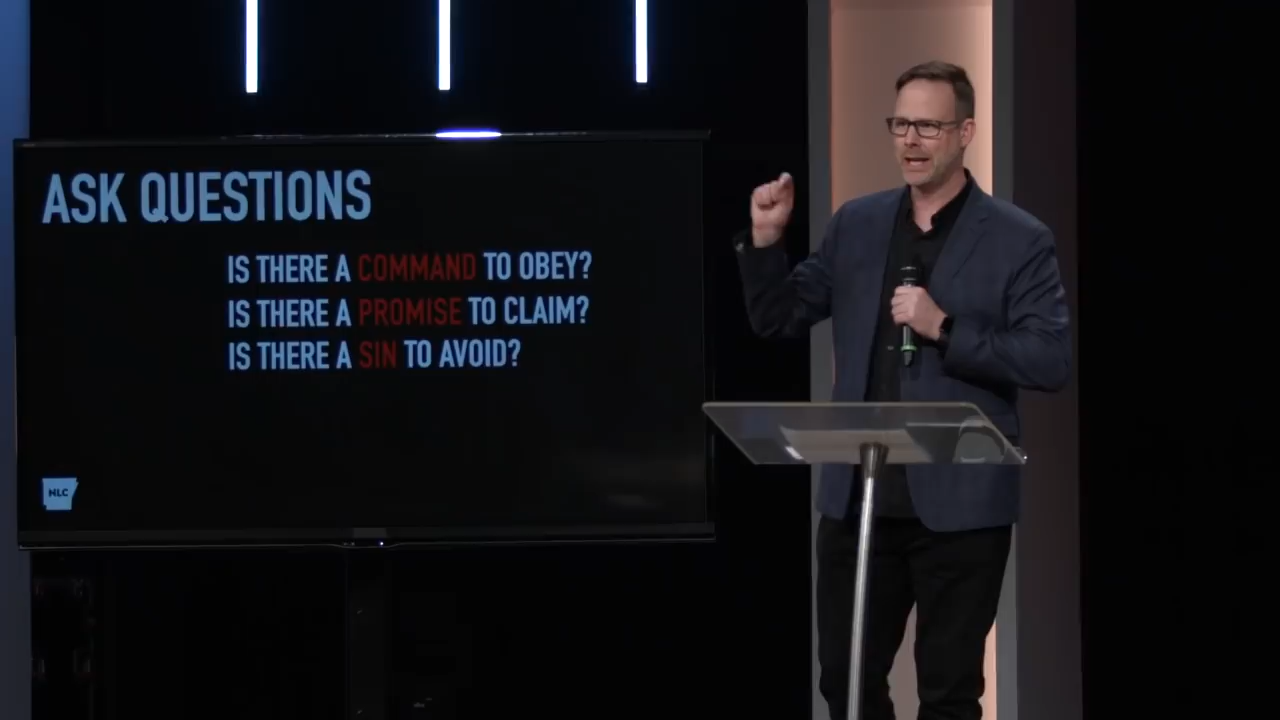 ASK QUESTIONS
IS THERE A COMMAND TO OBEY?
IS THERE A PROMISE TO CLAIM?
IS THERE A SIN TO AVOID?
NLC